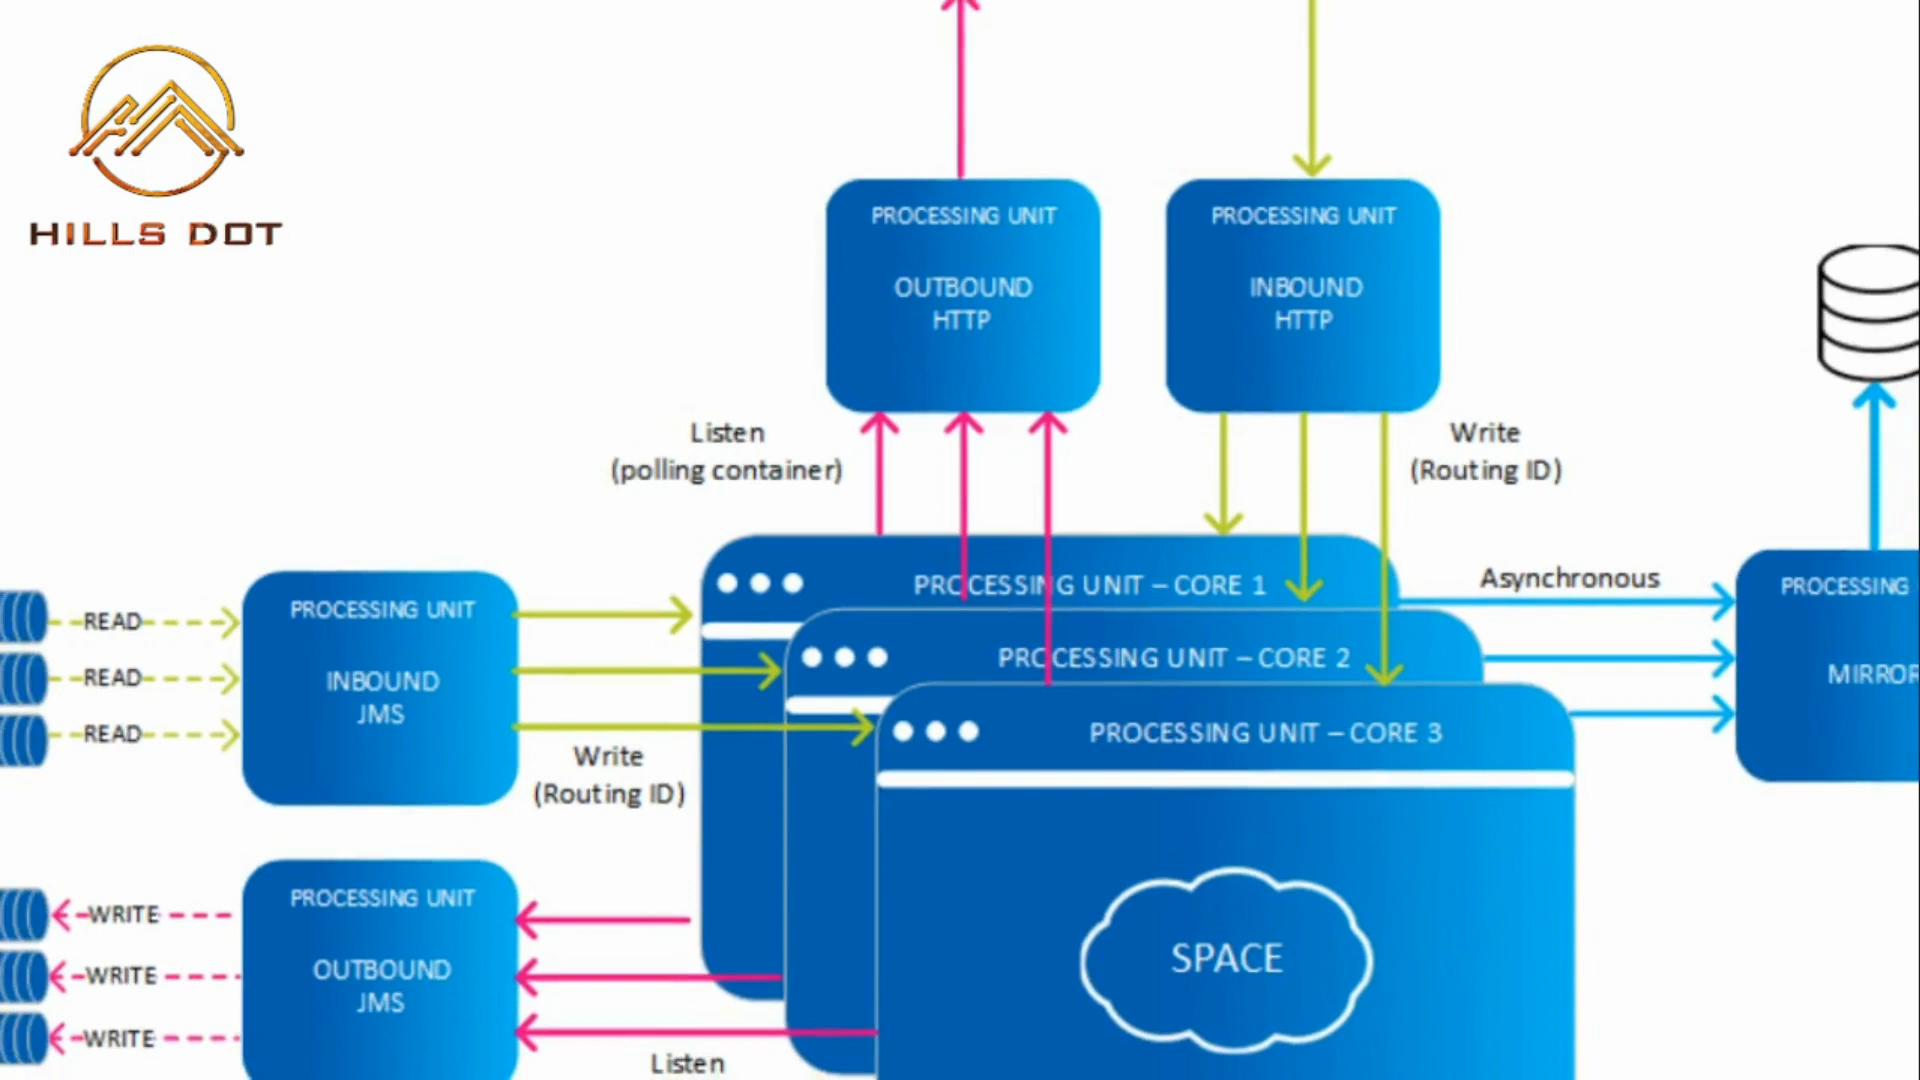 HILLS DOT
PROCESSING UNIT
OUTBOUND
HTTP
PROCESSING UNIT
INBOUND
HTTP
Listen
(polling container)
Write
(Routing ID)
PROCESSING UNIT – CORE 1
Asynchronous
PROCESSING
MIRROR
READ
READ
READ
PROCESSING UNIT
INBOUND
JMS
PROCESSING UNIT – CORE 2
PROCESSING UNIT – CORE 3
Write
(Routing ID)
WRITE
WRITE
WRITE
PROCESSING UNIT
OUTBOUND
JMS
SPACE
Listen